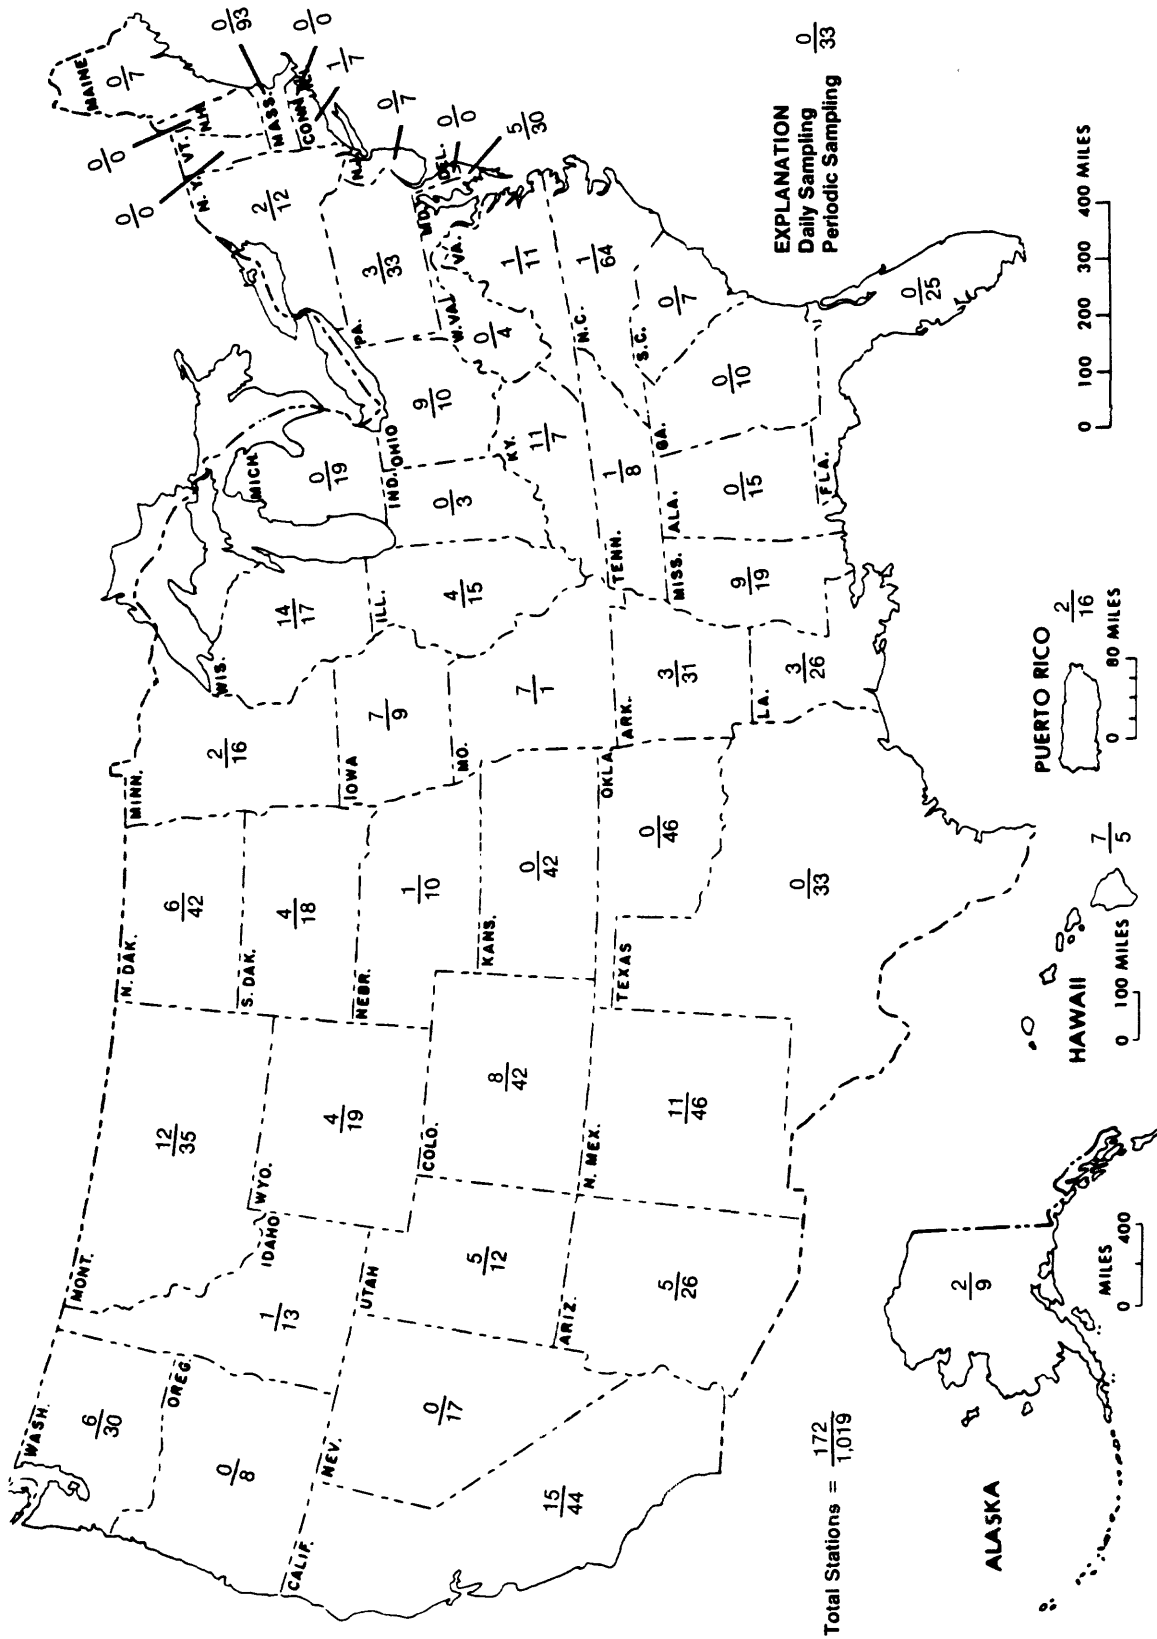 WASH.
6
30
OREG.
0
8
CALIF.
15
44
NEV.
0
17
IDAHO
1
13
MONT.
12
35
WYO.
4
19
UTAH
5
12
ARIZ.
5
26
COLO.
8
42
N. MEX.
11
46
N. DAK.
6
42
S. DAK.
4
18
NEBR.
1
10
KANS.
0
42
OKLA.
0
46
TEXAS
0
33
MINN.
2
16
IOWA
7
9
MO.
7
1
ARK.
3
31
LA.
3
26
WIS.
14
17
ILL.
4
15
MICH.
0
19
IND.
0
3
OHIO
9
10
KY.
11
7
TENN.
1
8
MISS.
9
19
ALA.
0
15
GA.
0
10
FLA.
0
25
S.C.
0
7
N.C.
1
64
VA.
1
11
W.VA.
0
4
PA.
3
33
N.Y.
2
12
VT.
0
0
N.H.
0
0
MAINE
0
7
MASS.
0
93
0
0
CONN.
1
7
N.J.
0
7
DEL.
0
0
MD.
5
30
EXPLANATION
Daily Sampling 0
Periodic Sampling 33
0 100 200 300 400 MILES
Total Stations = 172
1,019
ALASKA
2
9
MILES
0 400
HAWAII
7
5
0 100 MILES
PUERTO RICO
2
16
0 80 MILES